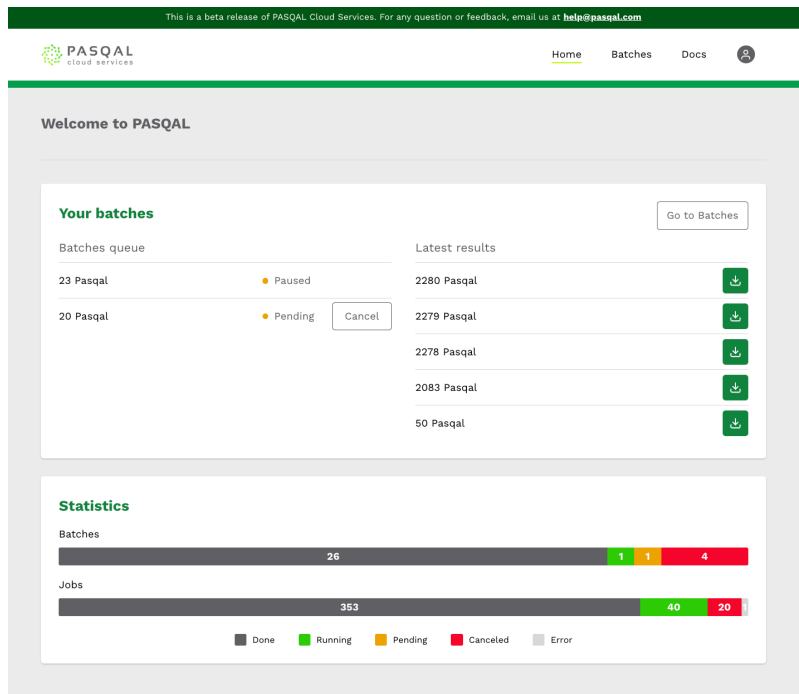 This is a beta release of PASQAL Cloud Services. For any question or feedback, email us at help@pasqal.com
PASQAL
cloud services
Home Batches Docs
Welcome to PASQAL
Your batches
Go to Batches
Batches queue
Latest results
23 Pasqal Paused
2280 Pasqal
20 Pasqal Pending Cancel
2279 Pasqal
2278 Pasqal
2083 Pasqal
50 Pasqal
Statistics
Batches
26 1 1 4
Jobs
353 40 20 1
Done Running Pending Canceled Error